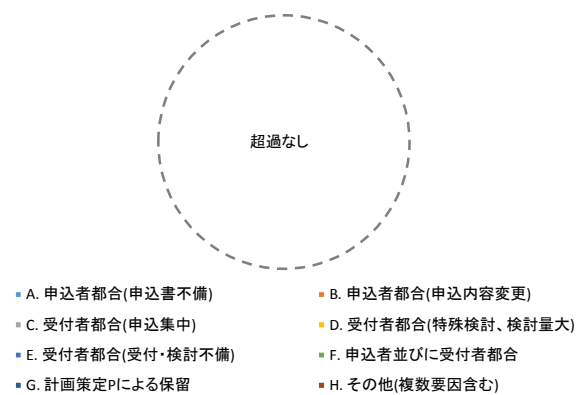 超過なし
A. 申込者都合(申込書不備)
B. 申込者都合(申込内容変更)
C. 受付者都合(申込集中)
D. 受付者都合(特殊検討、検討量大)
E. 受付者都合(受付・検討不備)
F. 申込者並びに受付者都合
G. 計画策定Pによる保留
H. その他(複数要因含む)